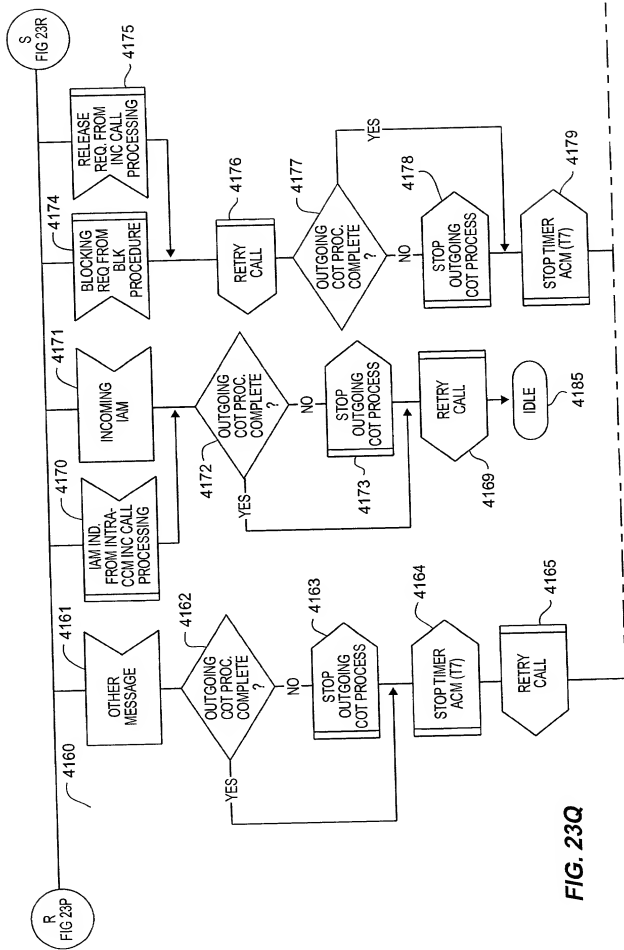 R
FIG 23P
S
FIG 23R
4160
4161
OTHER
MESSAGE
4162
OUTGOING
COT PROC.
COMPLETE
?
YES
NO
4163
STOP
OUTGOING
COT PROCESS
4164
STOP TIMER
ACM (T7)
4165
RETRY
CALL
4170
IAM IND.
FROM INTRA-
CCM INC CALL
PROCESSING
4171
INCOMING
IAM
4172
OUTGOING
COT PROC.
COMPLETE
?
YES
NO
4173
STOP
OUTGOING
COT PROCESS
4169
RETRY
CALL
IDLE
4185
4174
BLOCKING
REQ FROM
BLK
PROCEDURE
4175
RELEASE
REQ. FROM
INC CALL
PROCESSING
4176
RETRY
CALL
4177
OUTGOING
COT PROC.
COMPLETE
?
YES
NO
4178
STOP
OUTGOING
COT PROCESS
4179
STOP TIMER
ACM (T7)
FIG. 23Q